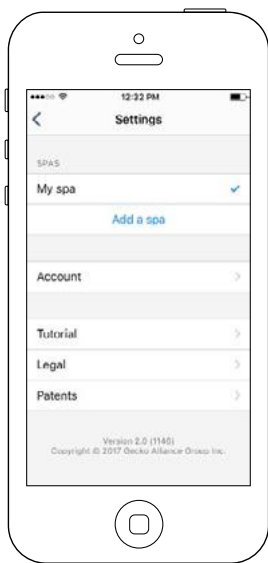 12:32 PM
Settings
SPAS
My spa
Add a spa
Account
Tutorial
Legal
Patents
Version 2.0 (1140)
Copyright © 2017 Gecko Alliance Group Inc.